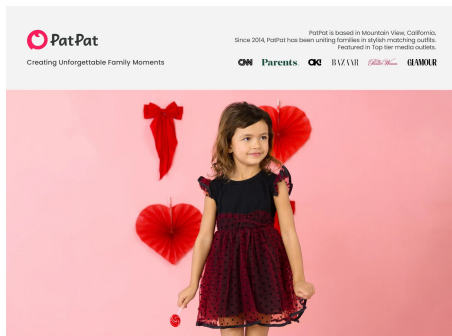 PatPat
Creating Unforgettable Family Moments
PatPat is based in Mountain View, California,
Since 2014, PatPat has been uniting families in stylish matching outfits.
Featured in Top tier media outlets.
CNN Parents. OK! BAZAAR GLAMOUR